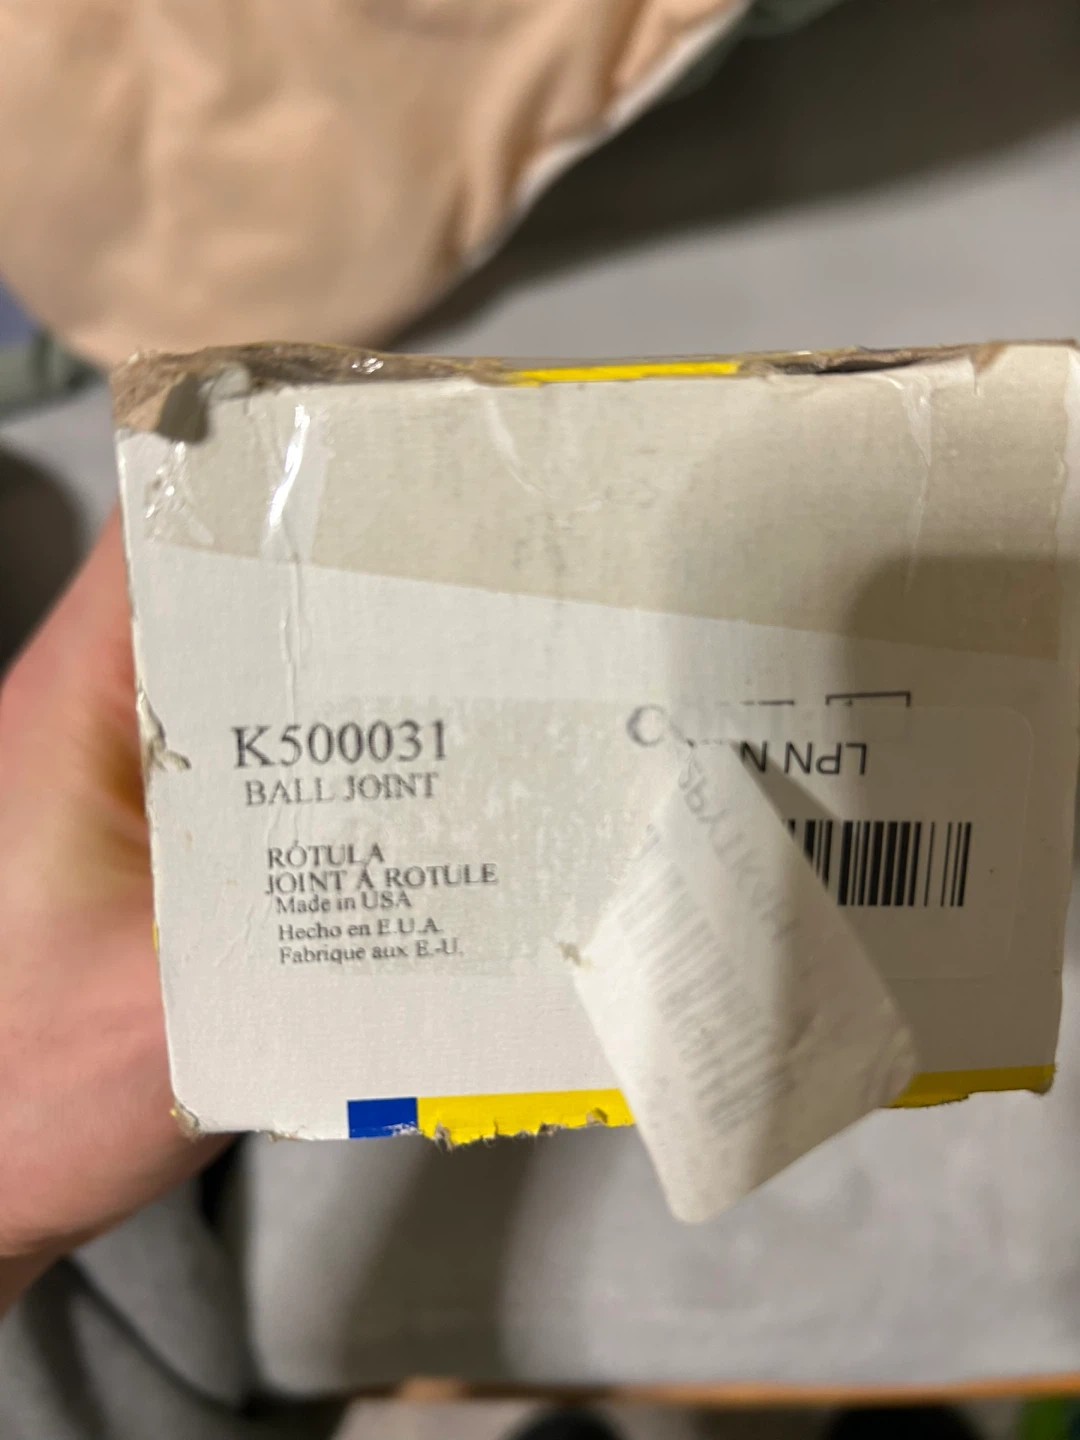 K500031
BALL JOINT
RÓTULA
JOINT À ROTULE
Made in USA
Hecho en E.U.A.
Fabrique aux E.-U.
LPN N